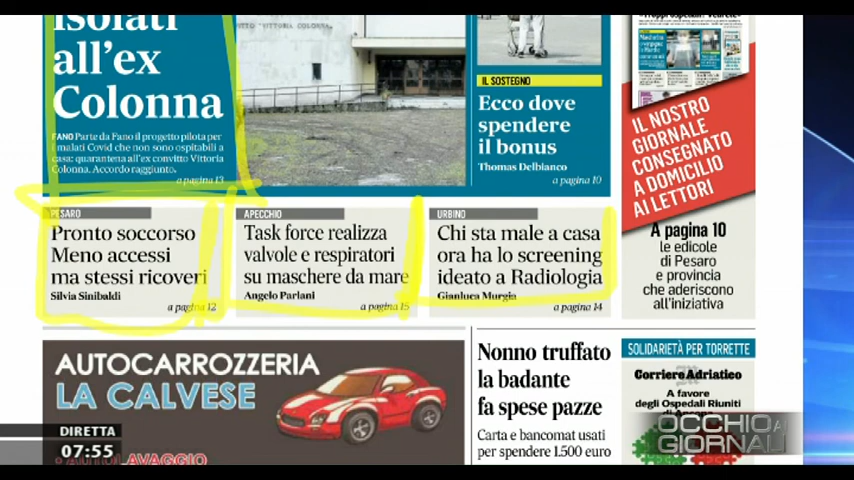 Isolati
all'ex
Colonna
FANO Parte da Fano il progetto pilota per
i malati Covid che non sono ospitabili a
casa: quarantena all'ex convitto Vittoria
Colonna. Accordo raggiunto.
a pagina 13
VITTORIA COLONNA
IL SOSTEGNO
Ecco dove
spendere
il bonus
Thomas Delbianco
a pagina 10
IL NOSTRO
GIORNALE
CONSEGNATO
A DOMICILIO
AI LETTORI
A pagina 10
le edicole
di Pesaro
e provincia
che aderiscono
all'iniziativa
PESARO
Pronto soccorso
Meno accessi
ma stessi ricoveri
Silvia Sinibaldi
a pagina 12
APECCHIO
Task force realizza
valvole e respiratori
su maschere da mare
Angelo Parlani
a pagina 15
URBINO
Chi sta male a casa
ora ha lo screening
ideato a Radiologia
Gianluca Murgia
a pagina 14
AUTOCARROZZERIA
LA CALVESE
AVAGGIO
Nonno truffato
la badante
fa spese pazze
Carta e bancomat usati
per spendere 1.500 euro
SOLIDARIETÀ PER TORRETTE
Corriere Adriatico
A favore
degli Ospedali Riuniti
DIRETTA
07:55
OCCHIO AI
GIORNALI